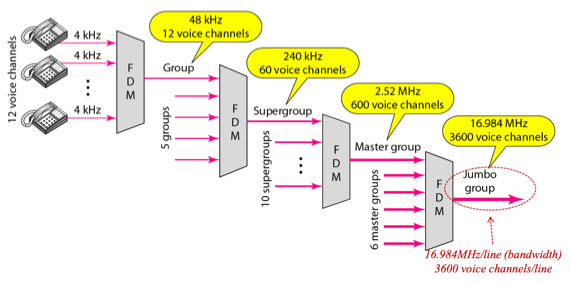 12 voice channels
4 kHz
4 kHz
4 kHz
F
D
M
48 kHz
12 voice channels
Group
5 groups
F
D
M
240 kHz
60 voice channels
Supergroup
10 supergroups
F
D
M
2.52 MHz
600 voice channels
Master group
6 master groups
F
D
M
16.984 MHz
3600 voice channels
Jumbo
group
16.984MHz/line (bandwidth)
3600 voice channels/line